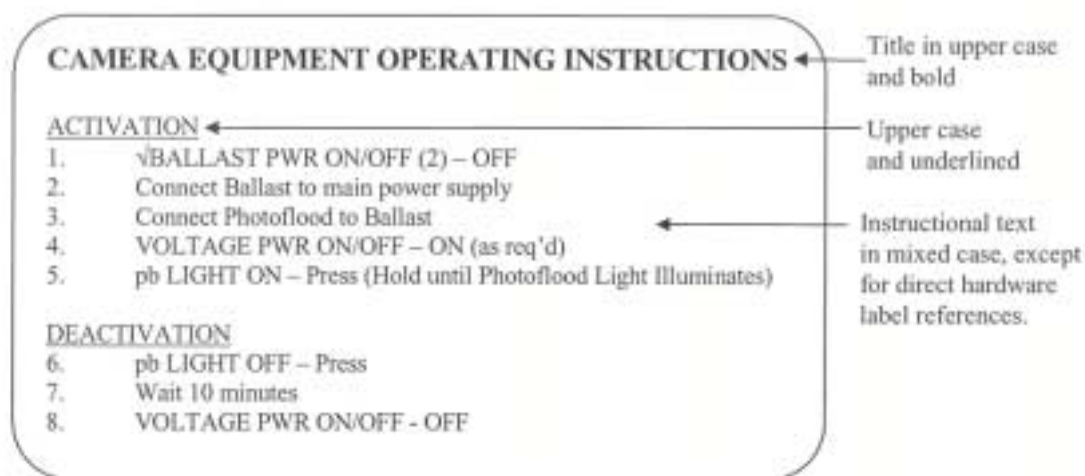 CAMERA EQUIPMENT OPERATING INSTRUCTIONS
ACTIVATION
1. √BALLAST PWR ON/OFF (2) – OFF
2. Connect Ballast to main power supply
3. Connect Photoflood to Ballast
4. VOLTAGE PWR ON/OFF – ON (as req'd)
5. pb LIGHT ON – Press (Hold until Photoflood Light Illuminates)
DEACTIVATION
6. pb LIGHT OFF – Press
7. Wait 10 minutes
8. VOLTAGE PWR ON/OFF - OFF
Title in upper case
and bold
Upper case
and underlined
Instructional text
in mixed case, except
for direct hardware
label references.